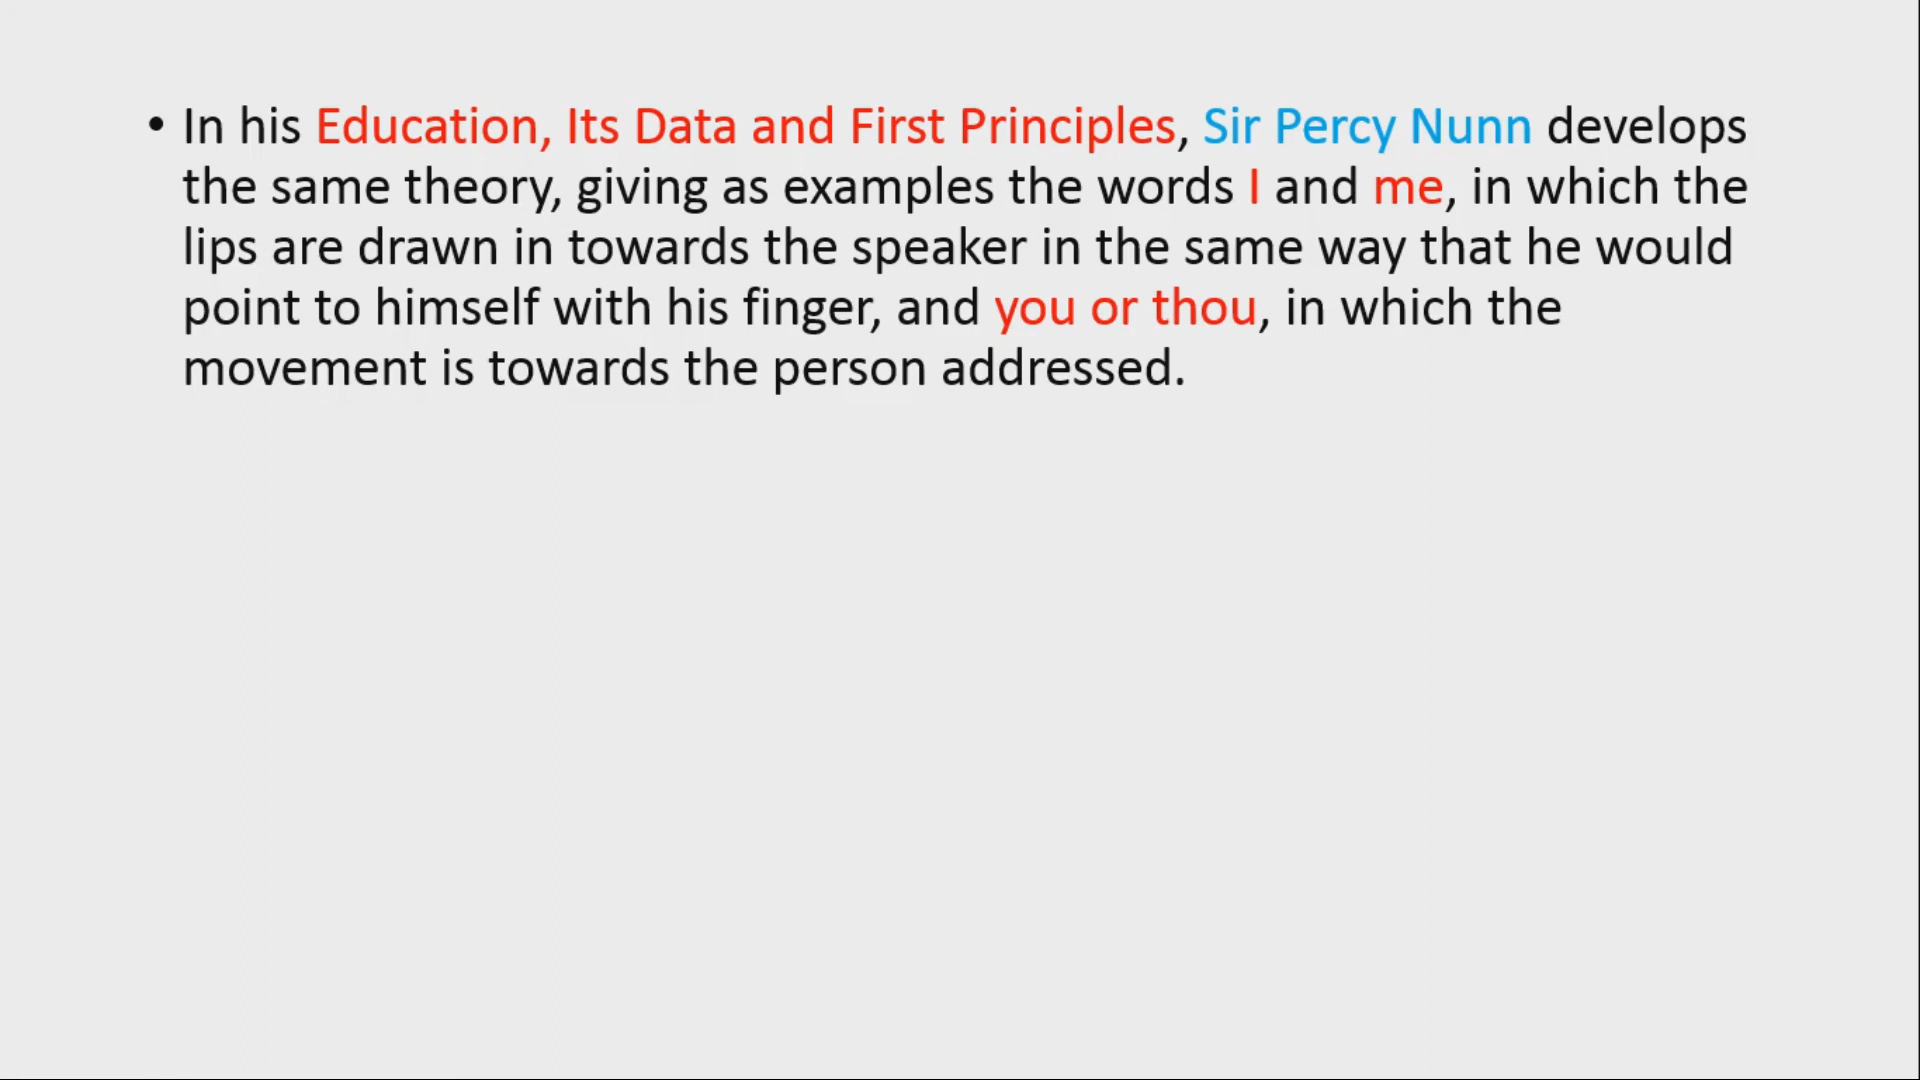 • In his Education, Its Data and First Principles, Sir Percy Nunn develops
the same theory, giving as examples the words I and me, in which the
lips are drawn in towards the speaker in the same way that he would
point to himself with his finger, and you or thou, in which the
movement is towards the person addressed.